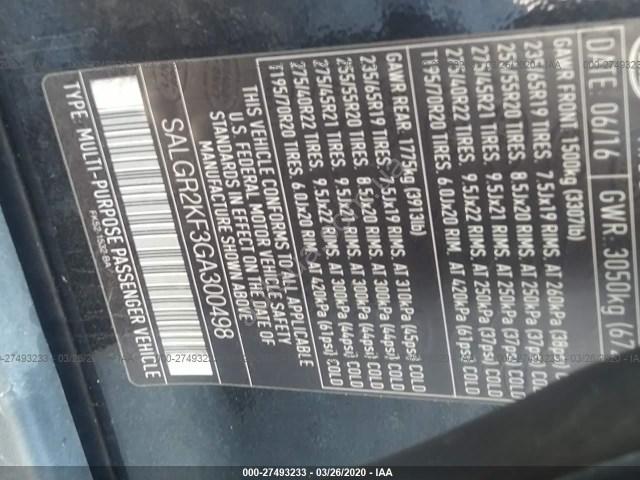 DATE 06/16 GWR: 3050kg (67
GAWR FRONT: 1500kg (3307lb)
235/65R19 TIRES. 7.5Jx19 RIMS. AT 260kPa (38
255/55R20 TIRES. 8.5Jx20 RIMS. AT 250kPa (37
275/45R21 TIRES. 9.5Jx21 RIMS. AT 250kPa (37psi) COLD
275/40R22 TIRES. 9.5Jx22 RIMS. AT 250kPa (37psi) COLD
T195/70R20 TIRES. 6.0Jx20 RIM. AT 420kPa (61psi) COLD
GAWR REAR: 1775kg (3913lb)
235/65R19 TIRES. 7.5Jx19 RIMS. AT 310kPa (45psi) COLD
255/55R20 TIRES. 8.5Jx20 RIMS. AT 300kPa (44psi) COLD
275/45R21 TIRES. 9.5Jx21 RIMS. AT 300kPa (44psi) COLD
275/40R22 TIRES. 9.5Jx22 RIMS. AT 300kPa (44psi) COLD
T195/70R20 TIRES. 6.0Jx20 RIM. AT 420kPa (61psi) COLD
THIS VEHICLE CONFORMS TO ALL APPLICABLE
U.S. FEDERAL MOTOR VEHICLE SAFETY
STANDARDS IN EFFECT ON THE DATE OF
MANUFACTURE SHOWN ABOVE
SALGR2KF3GA300498
TYPE: MULTI-PURPOSE PASSENGER VEHICLE
000-27493233 - 03/26/2020 - IAA